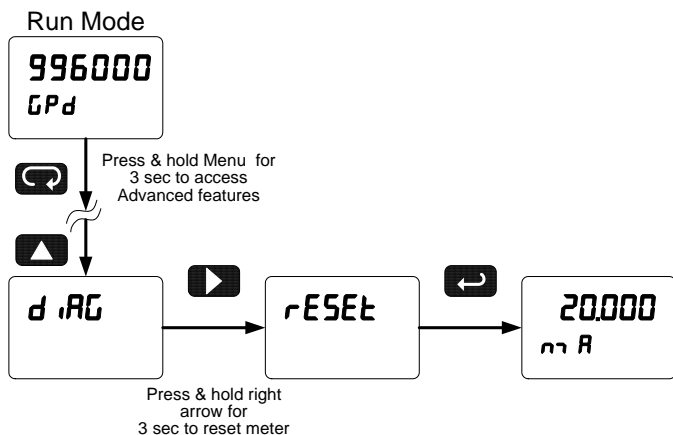 Run Mode
996000
GPd
Press & hold Menu for
3 sec to access
Advanced features
diAG
rESEt
20.000
mA
Press & hold right
arrow for
3 sec to reset meter